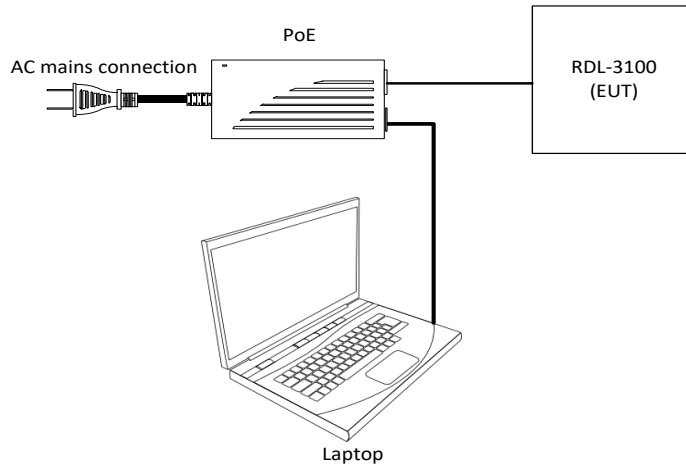 PoE
AC mains connection
RDL-3100
(EUT)
Laptop